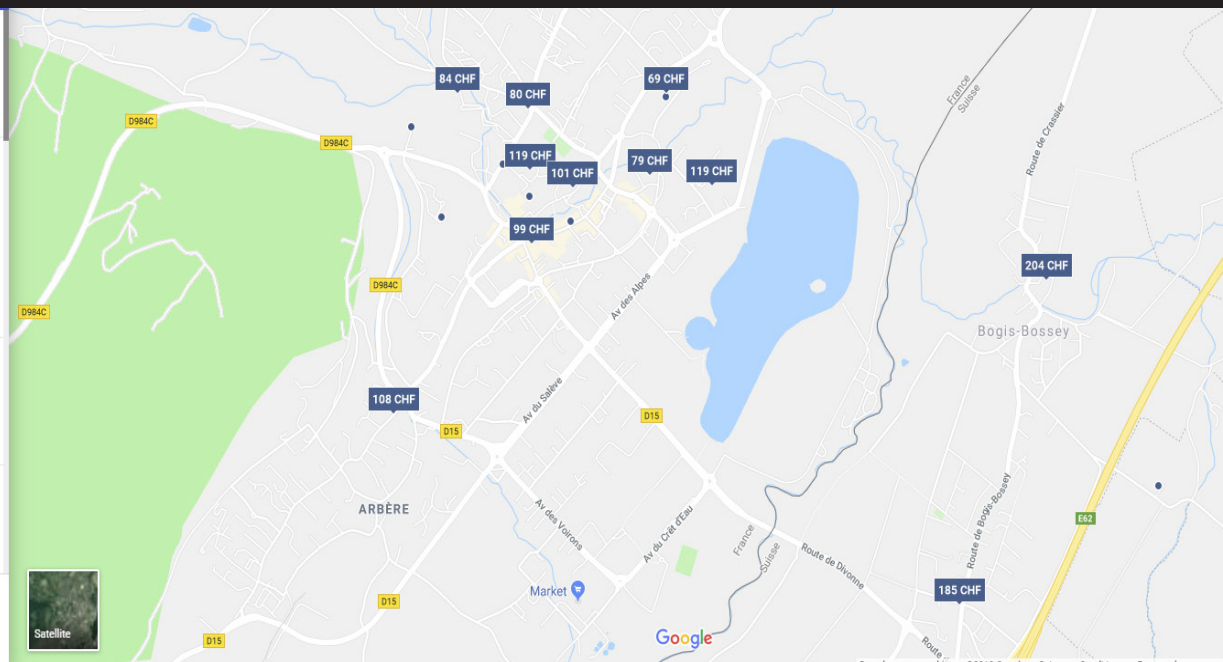 84 CHF
69 CHF
80 CHF
France
Suisse
D984C
D984C
Route de Crassier
119 CHF
79 CHF
101 CHF
119 CHF
99 CHF
204 CHF
D984C
D984C
Av des Alpes
Bogis-Bossey
108 CHF
Av du Salève
D15
D15
ARBÈRE
Av des Voirons
Av du Crêt d'Eau
France
Suisse
E62
Route de Bogis-Bossey
Route de Divonne
Market
185 CHF
D15
Satellite
D15
Google
Route